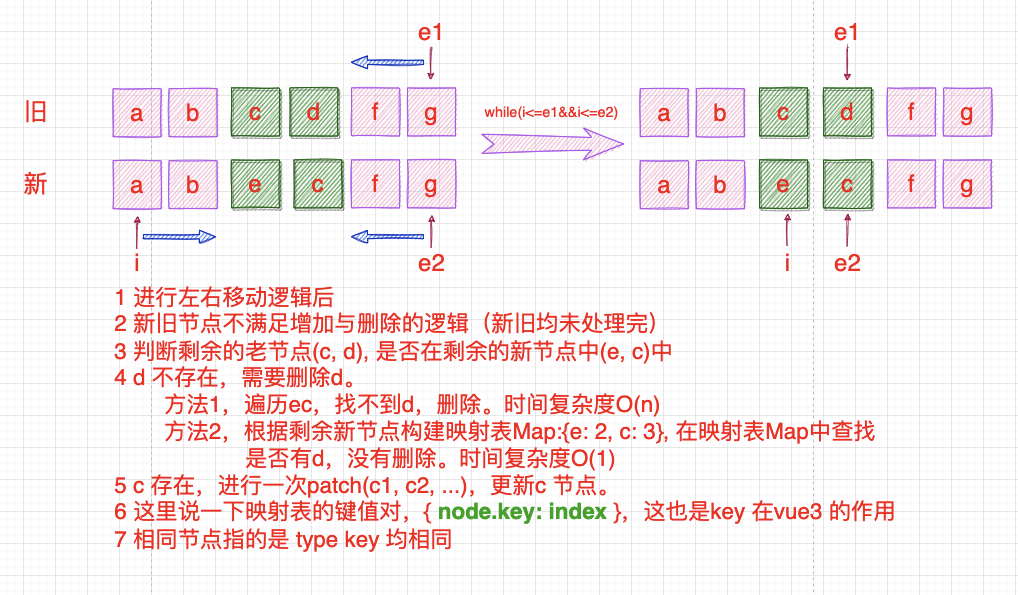 e1 e1
旧 a b c d f g while(i<=e1&&i<=e2) a b c d f g
新 a b e c f g a b e c f g
i e2 i e2
1 进行左右移动逻辑后
2 新旧节点不满足增加与删除的逻辑（新旧均未处理完）
3 判断剩余的老节点(c, d), 是否在剩余的新节点中(e, c)中
4 d 不存在，需要删除d。
方法1，遍历ec，找不到d，删除。时间复杂度O(n)
方法2，根据剩余新节点构建映射表Map:{e: 2, c: 3}, 在映射表Map中查找
是否有d，没有删除。时间复杂度O(1)
5 c 存在，进行一次patch(c1, c2, ...)，更新c 节点。
6 这里说一下映射表的键值对，{ node.key: index }，这也是key 在vue3 的作用
7 相同节点指的是 type key 均相同